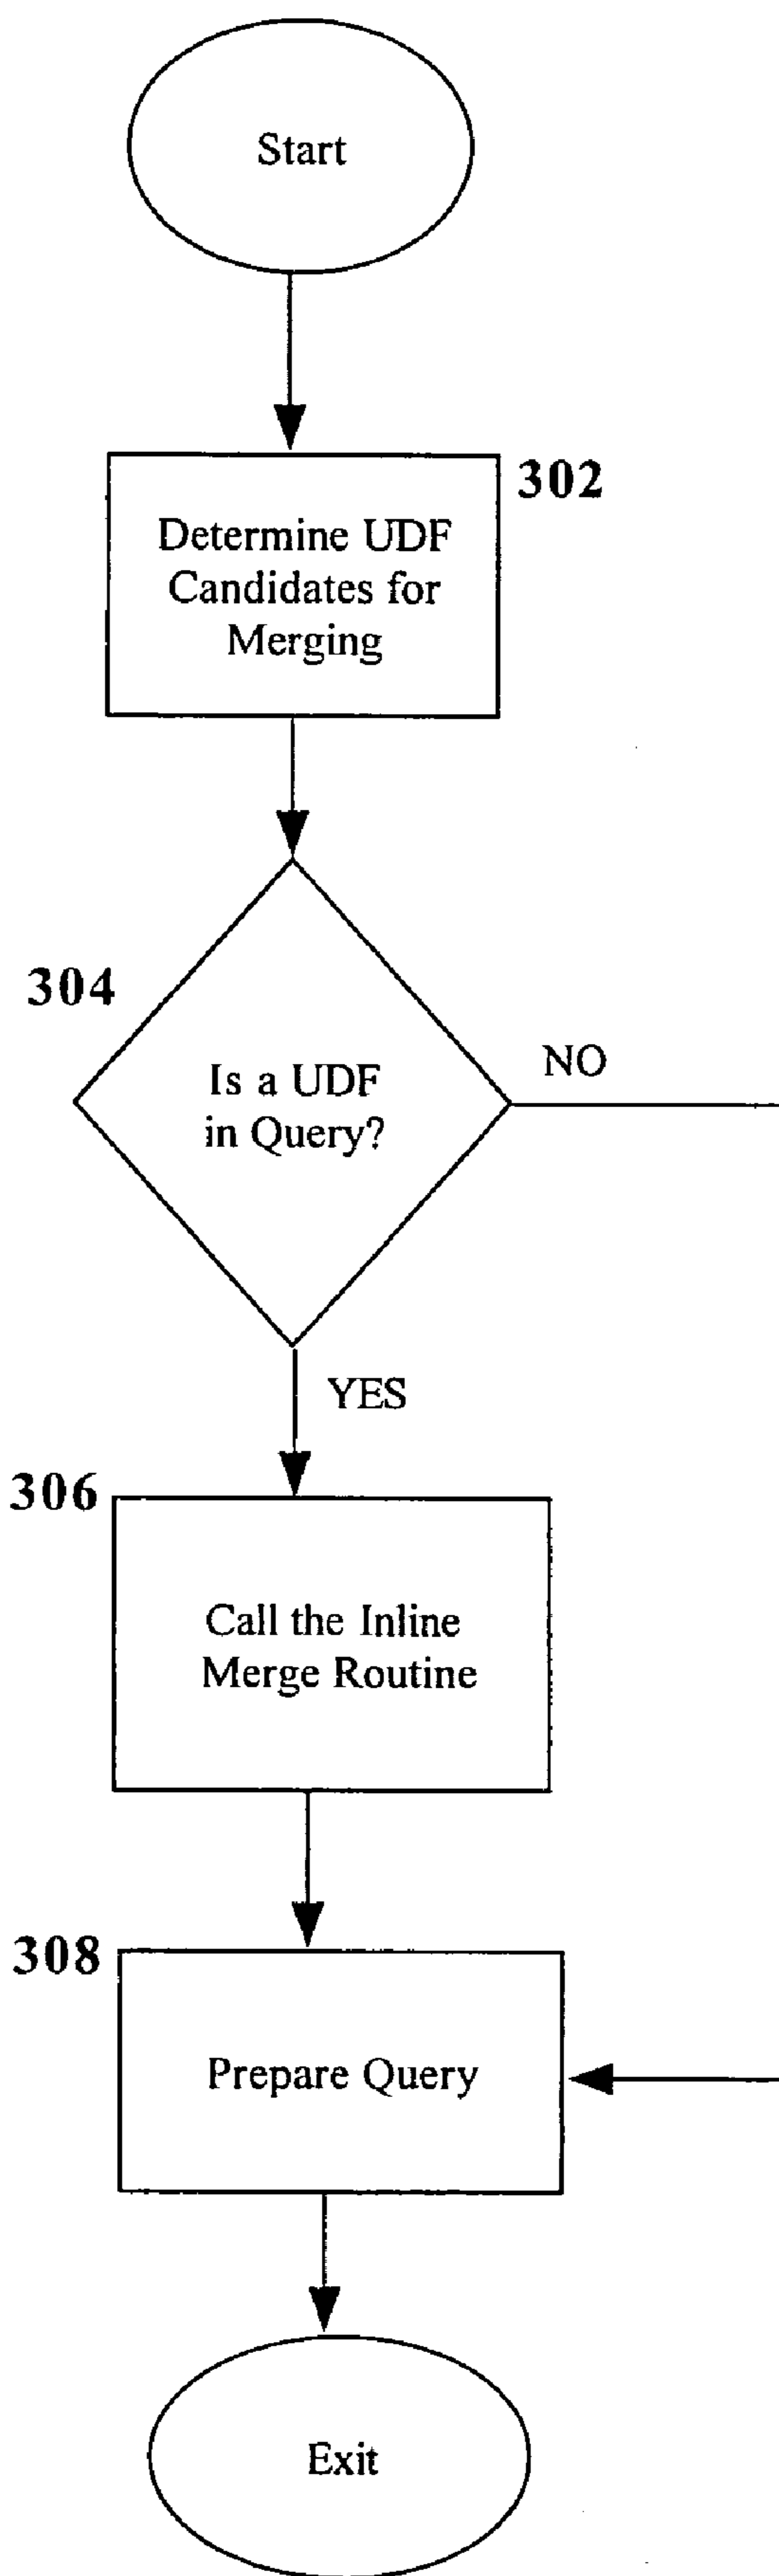 Start
302
Determine UDF
Candidates for
Merging
304
Is a UDF
in Query?
NO
YES
306
Call the Inline
Merge Routine
308
Prepare Query
Exit